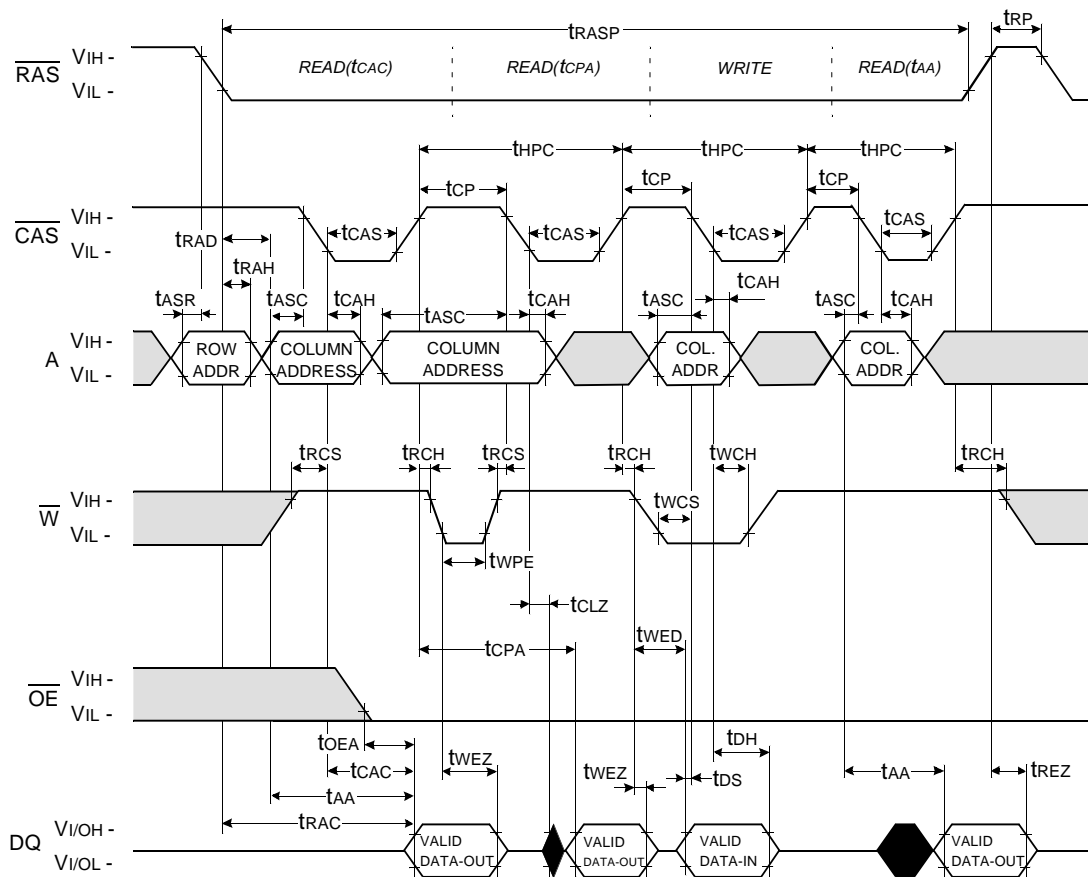 tRASP
tRP
RAS
VIH -
VIL -
READ(tCAC)
READ(tCPA)
WRITE
READ(tAA)
tHPC
tHPC
tHPC
tCP
tCP
tCP
CAS
VIH -
VIL -
tCAS
tCAS
tCAS
tCAS
tRAD
tRAH
tCAH
tASR
tASC
tCAH
tASC
tCAH
tASC
tASC
tCAH
A
VIH -
VIL -
ROW
ADDR
COLUMN
ADDRESS
COLUMN
ADDRESS
COL.
ADDR
COL.
ADDR
tRCS
tRCH
tRCS
tRCH
tWCH
tRCH
W
VIH -
VIL -
tWCS
tWPE
tCLZ
tWED
tCPA
OE
VIH -
VIL -
tOEA
tCAC
tWEZ
tWEZ
tDH
tDS
tAA
tREZ
tAA
tRAC
DQ
VI/OH -
VI/OL -
VALID
DATA-OUT
VALID
DATA-OUT
VALID
DATA-IN
VALID
DATA-OUT